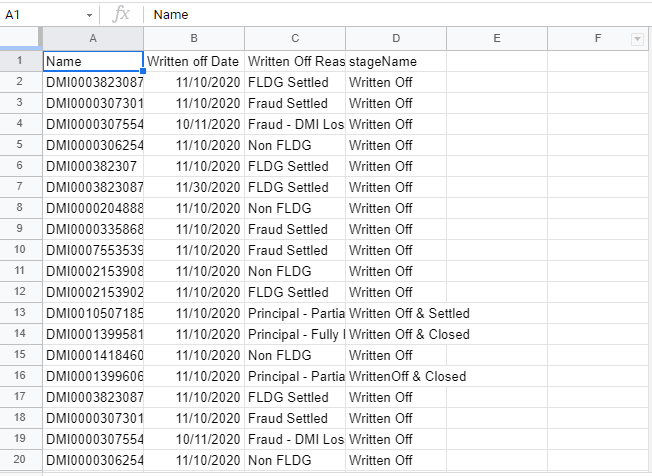 A1 fx Name
A B C D E F
1 Name Written off Date Written Off Reas stageName
2 DMI0003823087 11/10/2020 FLDG Settled Written Off
3 DMI0000307301 11/10/2020 Fraud Settled Written Off
4 DMI0000307554 10/11/2020 Fraud - DMI Los Written Off
5 DMI0000306254 11/10/2020 Non FLDG Written Off
6 DMI000382307 11/10/2020 FLDG Settled Written Off
7 DMI0003823087 11/30/2020 FLDG Settled Written Off
8 DMI0000204888 11/10/2020 Non FLDG Written Off
9 DMI0000335868 11/10/2020 Fraud Settled Written Off
10 DMI0007553539 11/10/2020 Fraud Settled Written Off
11 DMI0002153908 11/10/2020 Non FLDG Written Off
12 DMI0002153902 11/10/2020 FLDG Settled Written Off
13 DMI0010507185 11/10/2020 Principal - Partia Written Off & Settled
14 DMI0001399581 11/10/2020 Principal - Fully Written Off & Closed
15 DMI0001418460 11/10/2020 Non FLDG Written Off
16 DMI0001399606 11/10/2020 Principal - Partia WrittenOff & Closed
17 DMI0003823087 11/10/2020 FLDG Settled Written Off
18 DMI0000307301 11/10/2020 Fraud Settled Written Off
19 DMI0000307554 10/11/2020 Fraud - DMI Los Written Off
20 DMI0000306254 11/10/2020 Non FLDG Written Off